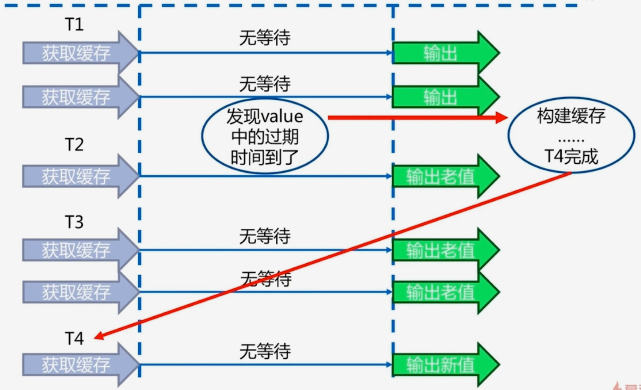 T1
获取缓存
无等待
输出
获取缓存
无等待
输出
发现value
中的过期
时间到了
构建缓存
......
T4完成
T2
获取缓存
输出老值
T3
获取缓存
无等待
输出老值
获取缓存
无等待
输出老值
T4
获取缓存
无等待
输出新值